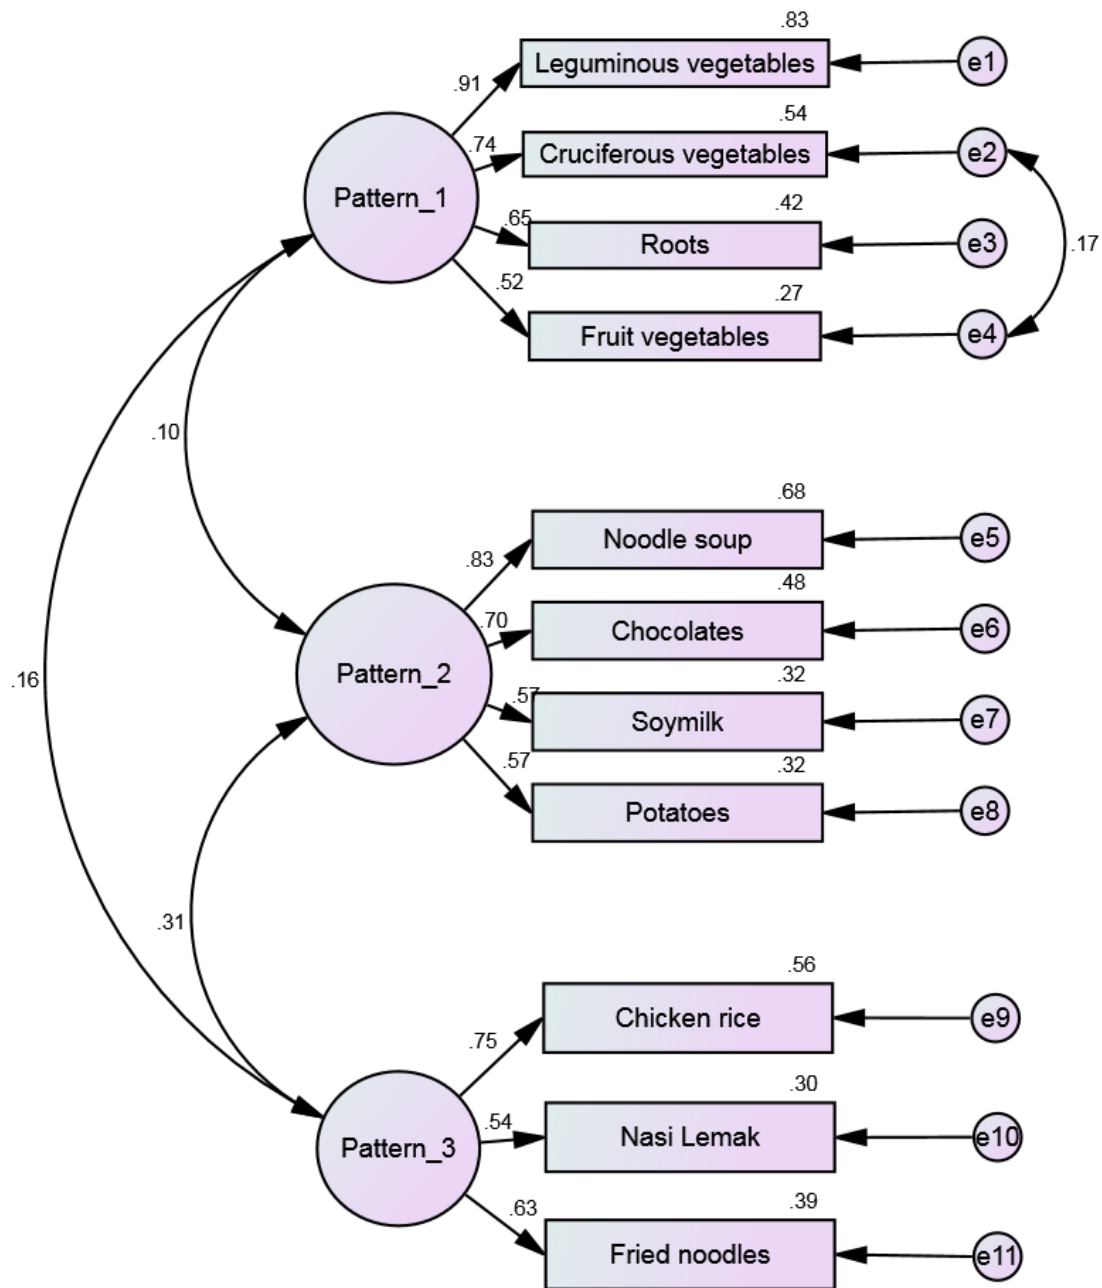 .83
Leguminous vegetables
e1
.91
.54
Cruciferous vegetables
e2
.74
Pattern_1
.42
Roots
e3
.65
.17
.27
Fruit vegetables
e4
.52
.10
.68
Noodle soup
e5
.83
.48
Chocolates
e6
.70
Pattern_2
.16
.32
Soymilk
e7
.57
.32
Potatoes
e8
.57
.31
.56
Chicken rice
e9
.75
.30
Nasi Lemak
e10
.54
Pattern_3
.39
Fried noodles
e11
.63